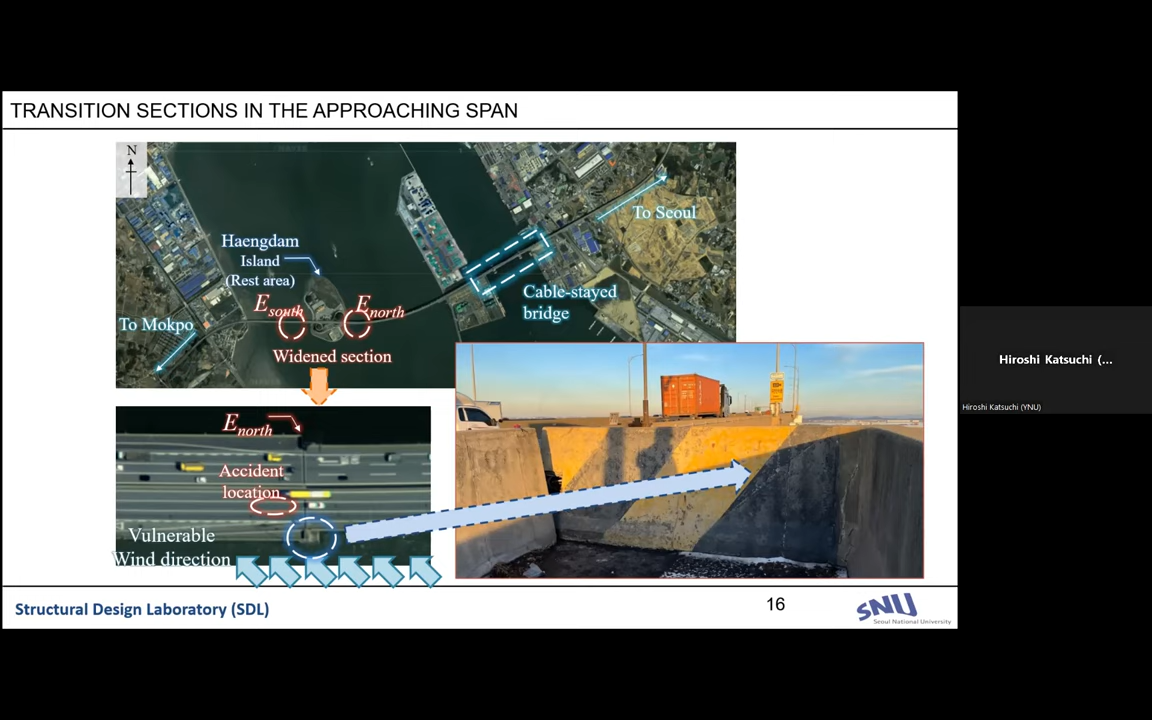 TRANSITION SECTIONS IN THE APPROACHING SPAN
N
To Seoul
Haengdam
Island
(Rest area)
Cable-stayed
bridge
E south
E north
To Mokpo
Widened section
E north
Accident
location
Vulnerable
Wind direction
Structural Design Laboratory (SDL)
16
SNU
Seoul National University
Hiroshi Katsuchi (...
Hiroshi Katsuchi (YNU)